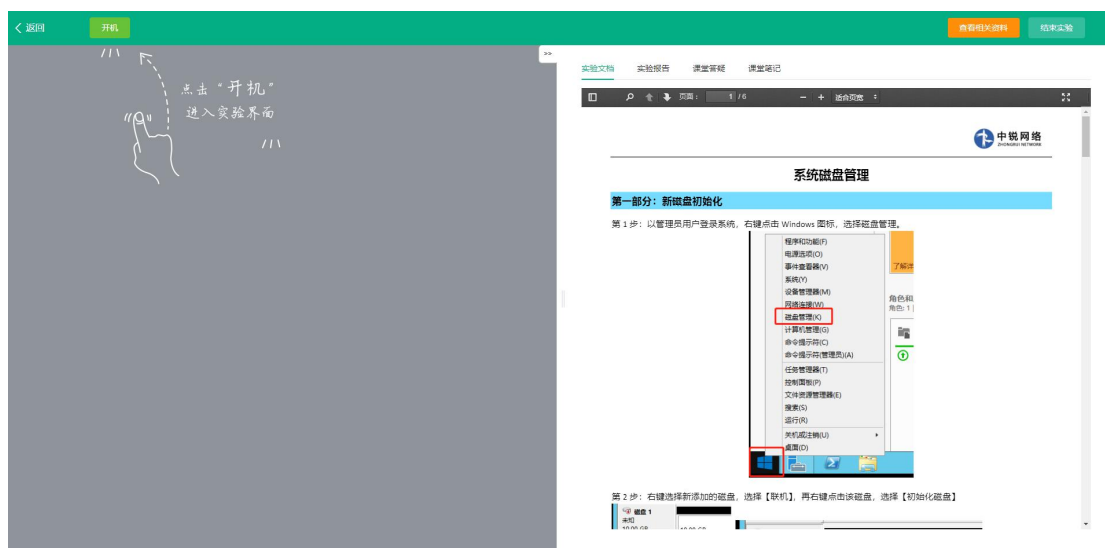 返回
开机
查看相关资料
结束实验
点击“开机”
进入实验界面
>>
实验文档
实验报告
课堂答疑
课堂笔记
页面： 1 / 6
适合页宽
中锐网络
ZHONGRUI NETWORK
系统磁盘管理
第一部分：新磁盘初始化
第 1 步：以管理员用户登录系统，右键点击 Windows 图标，选择磁盘管理。
程序和功能(F)
电源选项(O)
事件查看器(V)
系统(Y)
设备管理器(M)
网络连接(W)
磁盘管理(K)
计算机管理(G)
命令提示符(C)
命令提示符(管理员)(A)
任务管理器(T)
控制面板(P)
文件资源管理器(E)
搜索(S)
运行(R)
关机或注销(U)
桌面(D)
了解详
角色和
角色: 1
第 2 步：右键选择新添加的磁盘，选择【联机】，再右键点击该磁盘，选择【初始化磁盘】
磁盘 1
未知